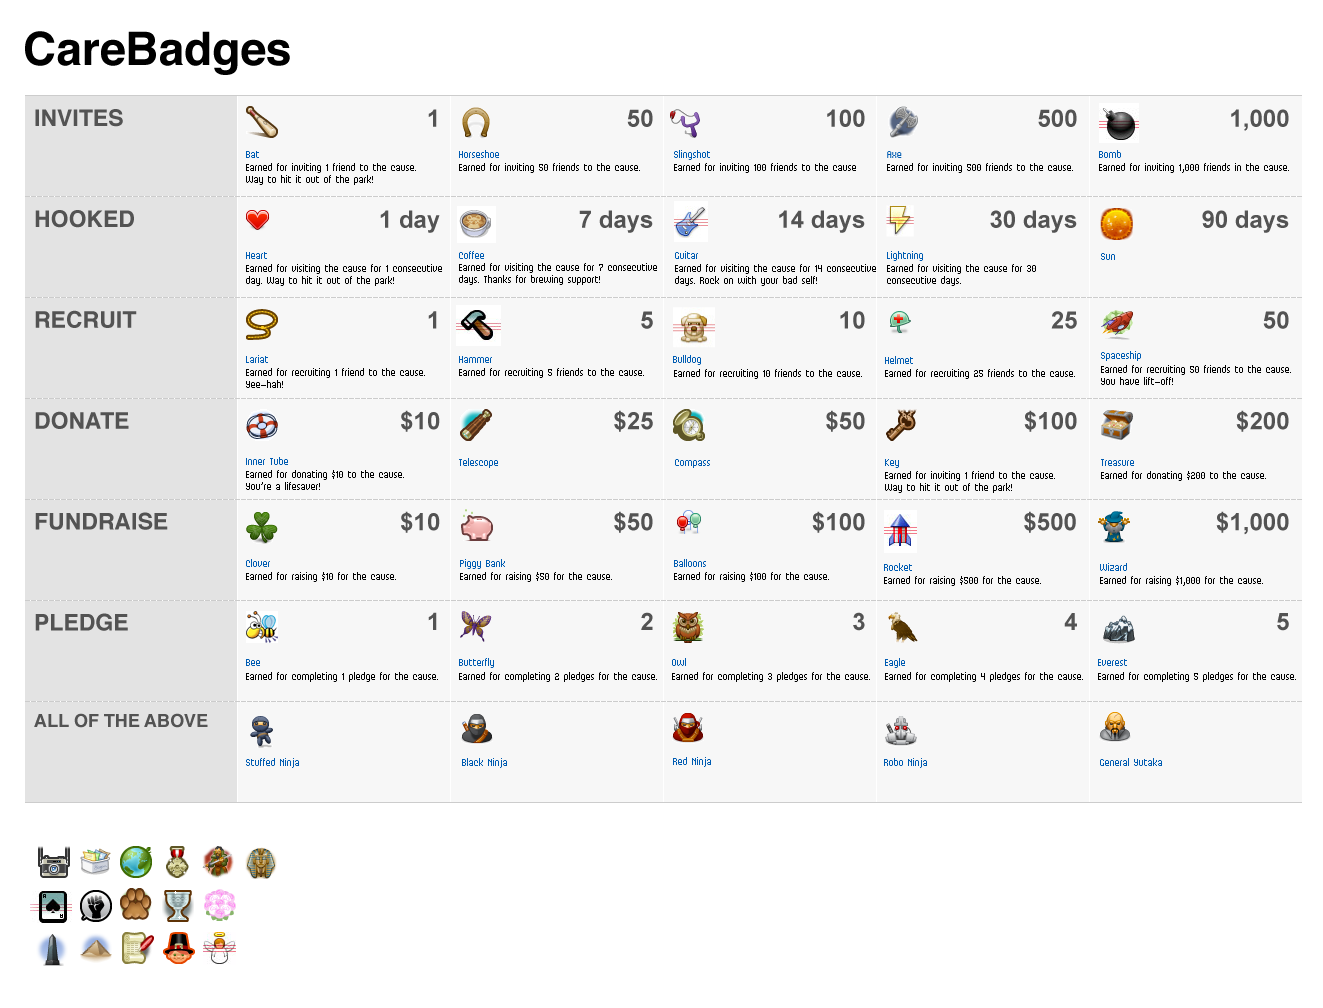 CareBadges
INVITES
1
Bat
Earned for inviting 1 friend to the cause.
Way to hit it out of the park!
50
Horseshoe
Earned for inviting 50 friends to the cause.
100
Slingshot
Earned for inviting 100 friends to the cause
500
Axe
Earned for inviting 500 friends to the cause.
1,000
Bomb
Earned for inviting 1,000 friends in the cause.
HOOKED
1 day
Heart
Earned for visiting the cause for 1 consecutive
day. Way to hit it out of the park!
7 days
Coffee
Earned for visiting the cause for 7 consecutive
days. Thanks for brewing support!
14 days
Guitar
Earned for visiting the cause for 14 consecutive
days. Rock on with your bad self!
30 days
Lightning
Earned for visiting the cause for 30
consecutive days.
90 days
Sun
RECRUIT
1
Lariat
Earned for recruiting 1 friend to the cause.
Yee-hah!
5
Hammer
Earned for recruiting 5 friends to the cause.
10
Bulldog
Earned for recruiting 10 friends to the cause.
25
Helmet
Earned for recruiting 25 friends to the cause.
50
Spaceship
Earned for recruiting 50 friends to the cause.
You have lift-off!
DONATE
$10
Inner Tube
Earned for donating $10 to the cause.
You're a lifesaver!
$25
Telescope
$50
Compass
$100
Key
Earned for inviting 1 friend to the cause.
Way to hit it out of the park!
$200
Treasure
Earned for donating $200 to the cause.
FUNDRAISE
$10
Clover
Earned for raising $10 for the cause.
$50
Piggy Bank
Earned for raising $50 for the cause.
$100
Balloons
Earned for raising $100 for the cause.
$500
Rocket
Earned for raising $500 for the cause.
$1,000
Wizard
Earned for raising $1,000 for the cause.
PLEDGE
1
Bee
Earned for completing 1 pledge for the cause.
2
Butterfly
Earned for completing 2 pledges for the cause.
3
Owl
Earned for completing 3 pledges for the cause.
4
Eagle
Earned for completing 4 pledges for the cause.
5
Everest
Earned for completing 5 pledges for the cause.
ALL OF THE ABOVE
Stuffed Ninja
Black Ninja
Red Ninja
Robo Ninja
General Yutaka